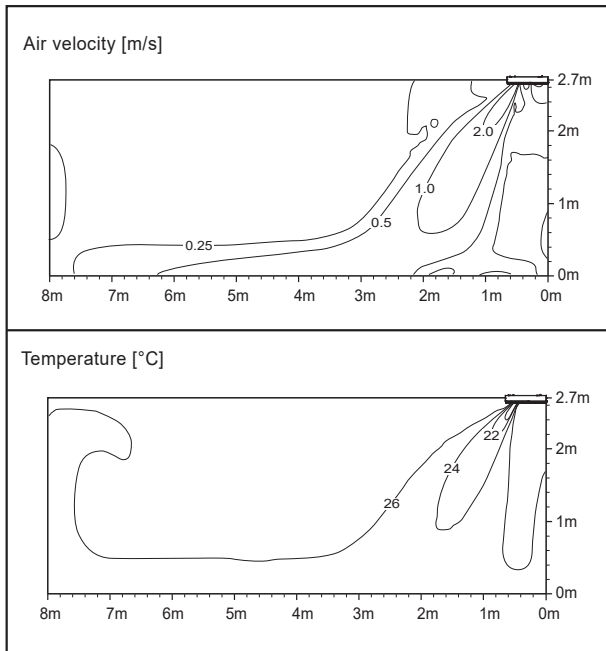 Air velocity [m/s]
2.7m
2.0
2m
1.0
1m
0.5
0.25
0m
8m 7m 6m 5m 4m 3m 2m 1m 0m
Temperature [°C]
2.7m
22
2m
24
26
1m
0m
8m 7m 6m 5m 4m 3m 2m 1m 0m